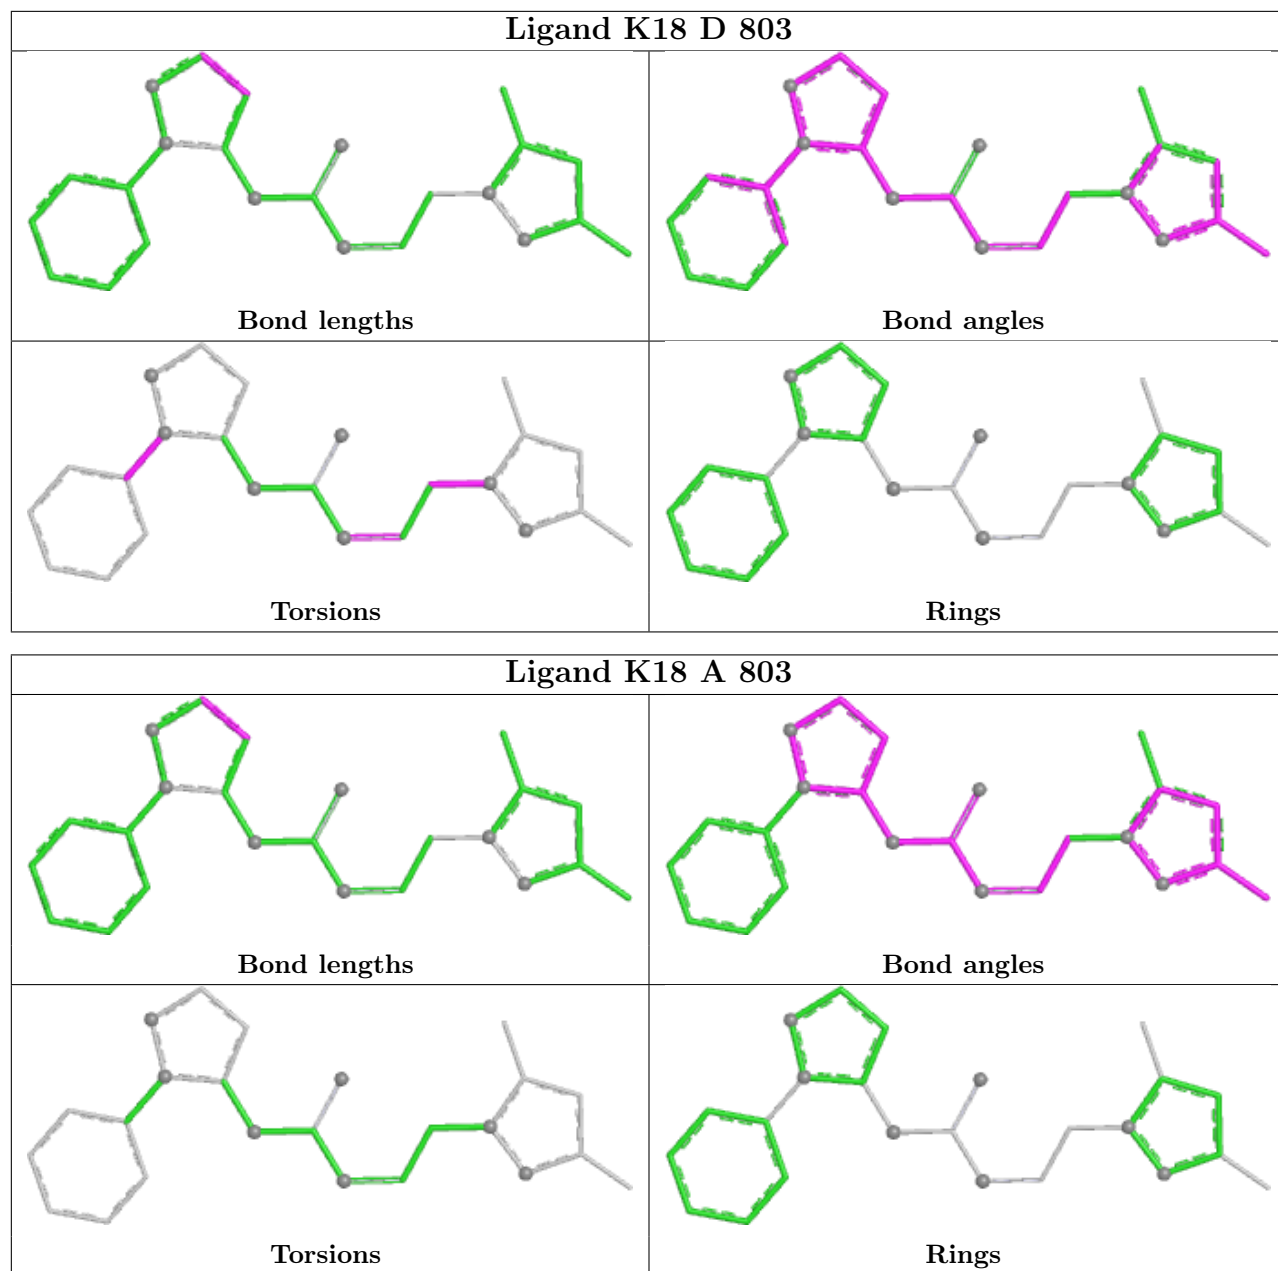 Ligand K18 D 803
Bond lengths
Bond angles
Torsions
Rings
Ligand K18 A 803
Bond lengths
Bond angles
Torsions
Rings